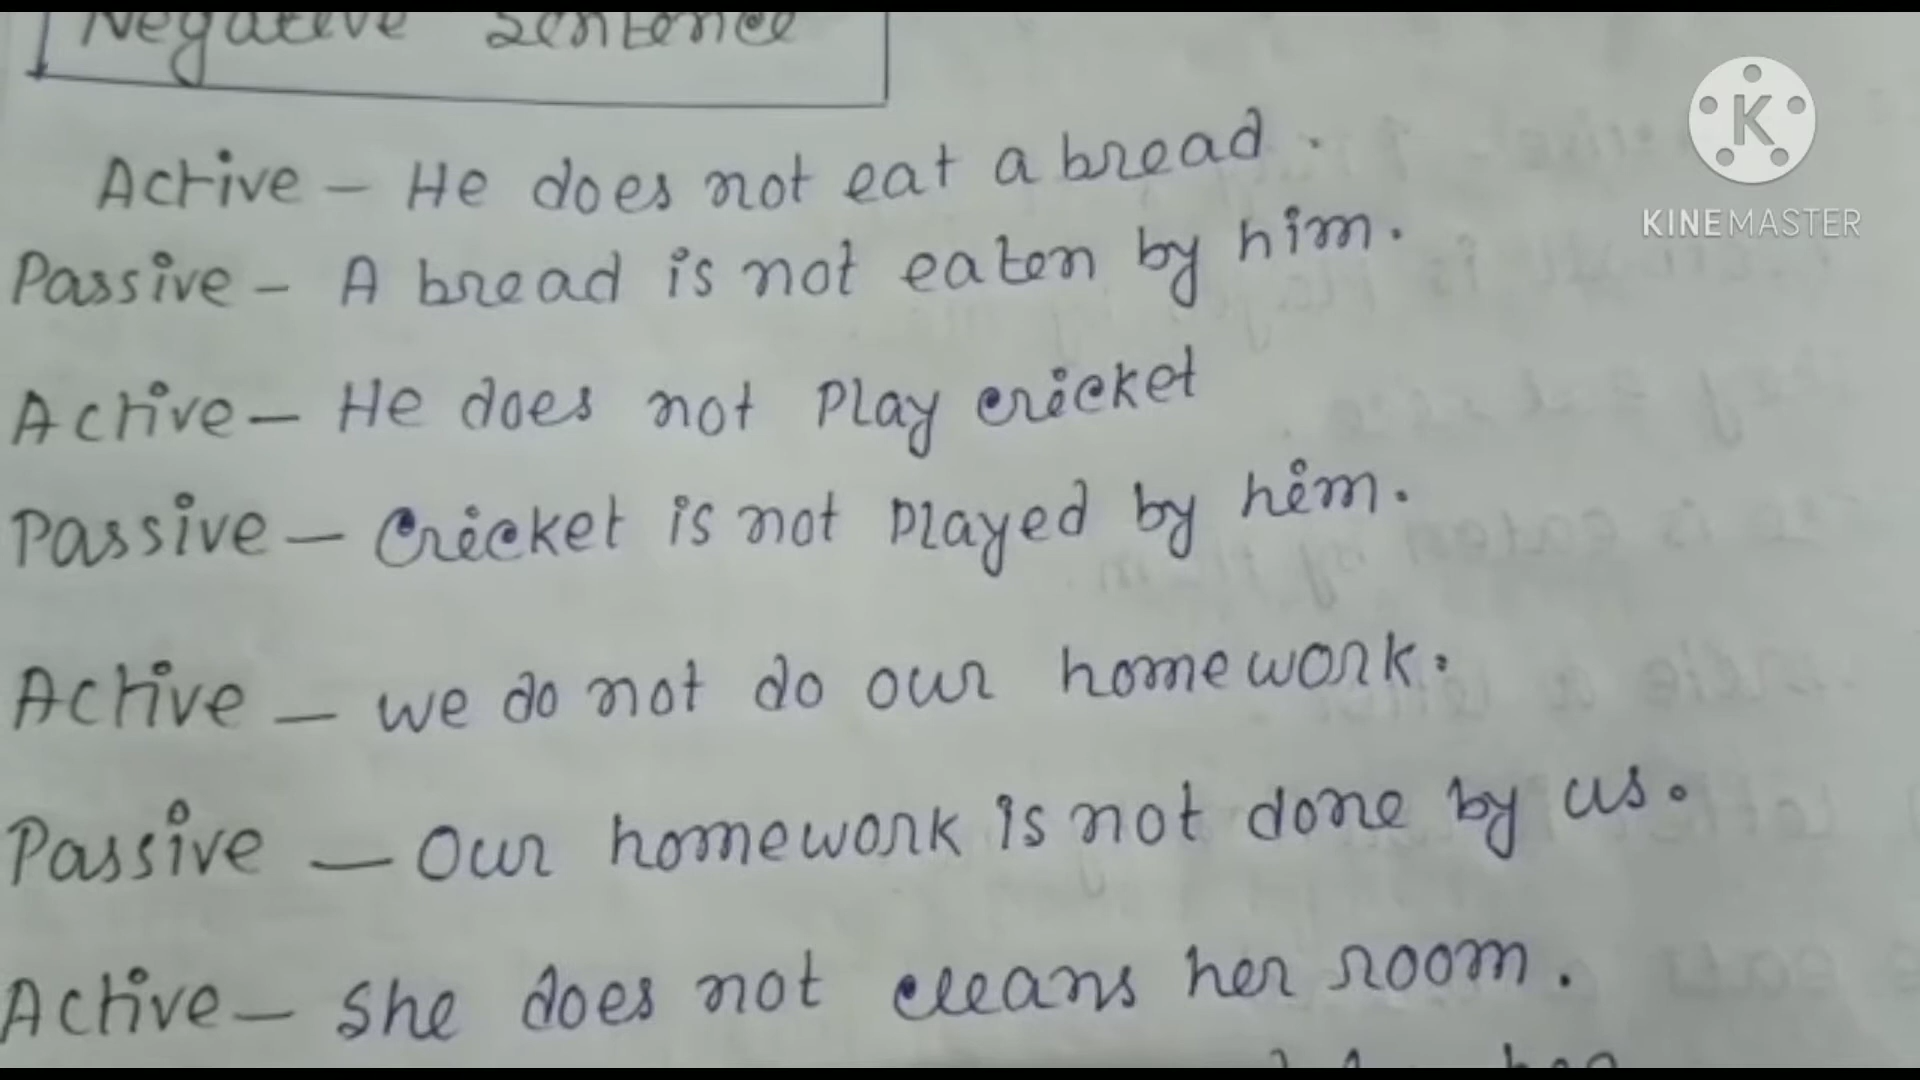 Negative Sentence
Active - He does not eat a bread.
Passive - A bread is not eaten by him.
Active - He does not Play cricket
Passive - Cricket is not Played by him.
Active - we do not do our homework.
Passive - Our homework is not done by us.
Active - She does not cleans her room.
her
K
KINEMASTER